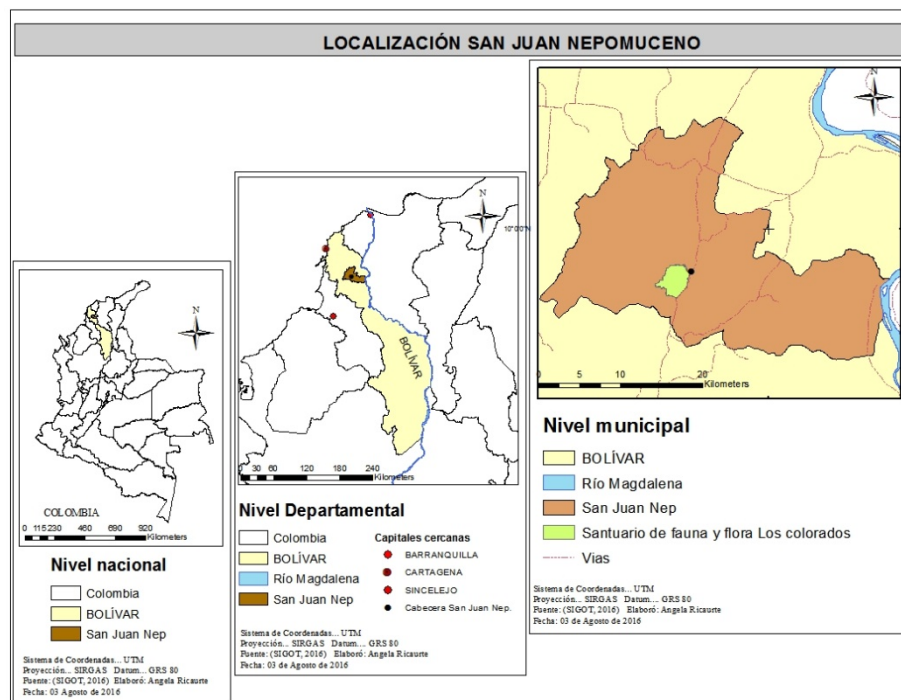 LOCALIZACIÓN SAN JUAN NEPOMUCENO
N
COLOMBIA
0 115 230 460 690 920
Kilometers
Nivel nacional
Colombia
BOLÍVAR
San Juan Nep
Sistema de Coordenadas... UTM
Proyección... SIRGAS Datum... GRS 80
Fuente: (SIGOT, 2016) Elaboró: Angela Ricaurte
Fecha: 03 Agosto de 2016
N
BOLÍVAR
0 30 60 120 180 240
Kilometers
Nivel Departamental
Colombia
BOLÍVAR
Río Magdalena
San Juan Nep
Capitales cercanas
BARRANQUILLA
CARTAGENA
SINCELEJO
Cabecera San Juan Nep.
Sistema de Coordenadas... UTM
Proyección... SIRGAS Datum... GRS 80
Fuente: (SIGOT, 2016) Elaboró: Angela Ricaurte
Fecha: 03 de Agosto de 2016
N
10°0'0"N
0 5 10 20
Kilometers
Nivel municipal
BOLÍVAR
Río Magdalena
San Juan Nep
Santuario de fauna y flora Los colorados
Vias
Sistema de Coordenadas... UTM
Proyección... SIRGAS Datum... GRS 80
Fuente: (SIGOT, 2016) Elaboró: Angela Ricaurte
Fecha: 03 de Agosto de 2016